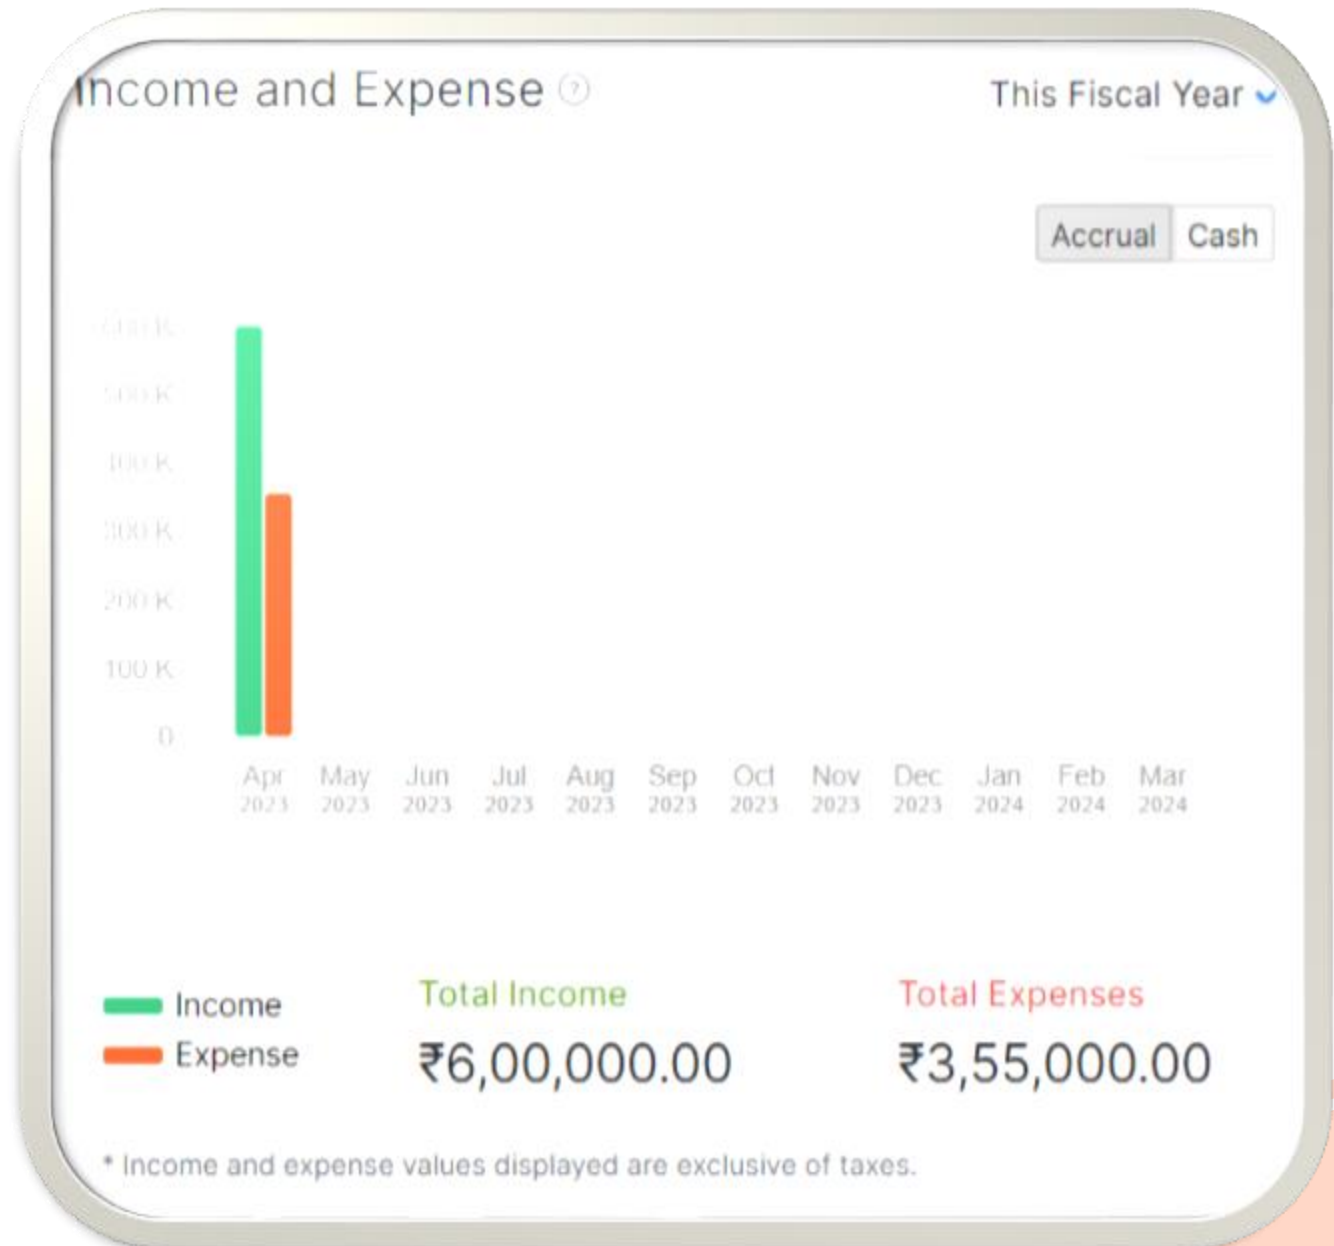 Income and Expense ?
This Fiscal Year
Accrual Cash
600 K
500 K
400 K
300 K
200 K
100 K
0
Apr May Jun Jul Aug Sep Oct Nov Dec Jan Feb Mar
2023 2023 2023 2023 2023 2023 2023 2023 2023 2024 2024 2024
Income
Expense
Total Income
₹6,00,000.00
Total Expenses
₹3,55,000.00
* Income and expense values displayed are exclusive of taxes.